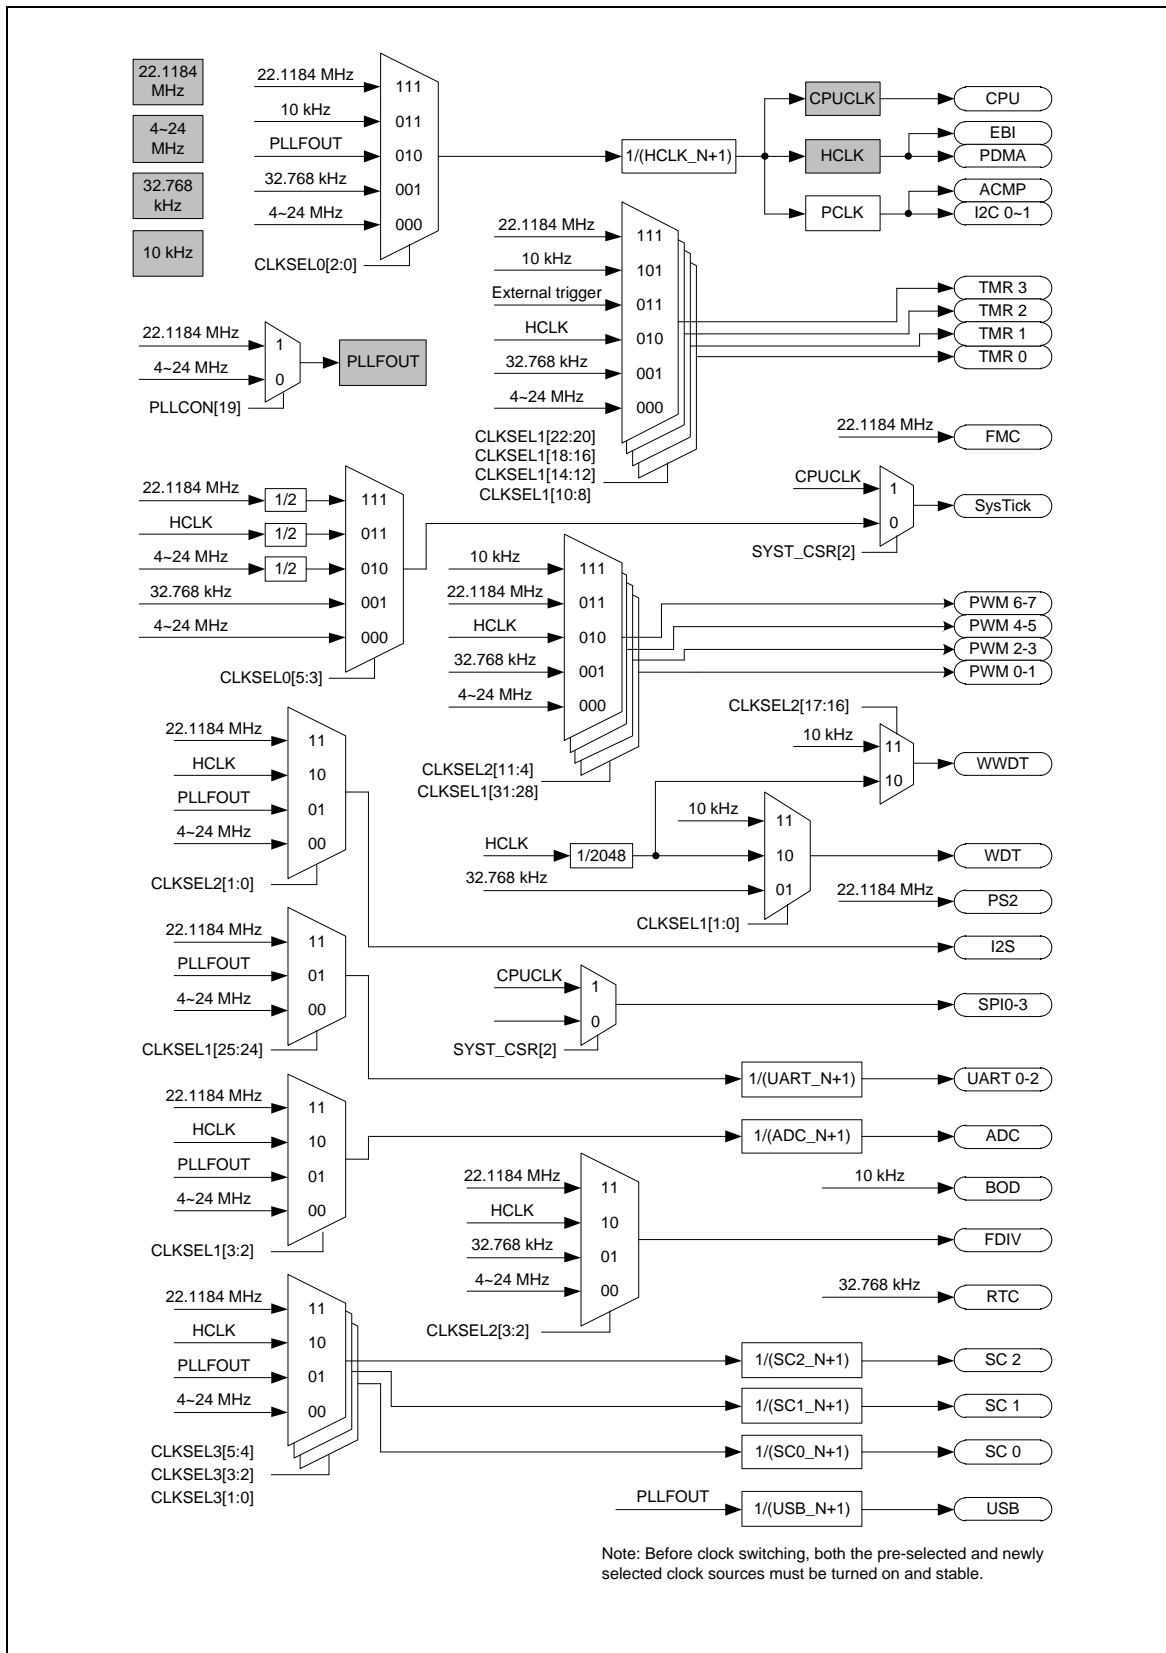 22.1184
MHz
4~24
MHz
32.768
kHz
10 kHz
22.1184 MHz
111
10 kHz
011
PLLFOUT
010
32.768 kHz
001
4~24 MHz
000
CLKSEL0[2:0]
1/(HCLK_N+1)
CPUCLK
CPU
HCLK
EBI
PDMA
PCLK
ACMP
I2C 0~1
22.1184 MHz
111
10 kHz
101
External trigger
011
HCLK
010
32.768 kHz
001
4~24 MHz
000
CLKSEL1[22:20]
CLKSEL1[18:16]
CLKSEL1[14:12]
CLKSEL1[10:8]
TMR 3
TMR 2
TMR 1
TMR 0
22.1184 MHz
1
4~24 MHz
0
PLLCON[19]
PLLFOUT
22.1184 MHz
FMC
22.1184 MHz
1/2
111
HCLK
1/2
011
4~24 MHz
1/2
010
32.768 kHz
001
4~24 MHz
000
CLKSEL0[5:3]
CPUCLK
1
0
SYST_CSR[2]
SysTick
10 kHz
111
22.1184 MHz
011
HCLK
010
32.768 kHz
001
4~24 MHz
000
CLKSEL2[11:4]
CLKSEL1[31:28]
PWM 6-7
PWM 4-5
PWM 2-3
PWM 0-1
CLKSEL2[17:16]
10 kHz
11
10
WWDT
22.1184 MHz
11
HCLK
10
PLLFOUT
01
4~24 MHz
00
CLKSEL2[1:0]
10 kHz
11
HCLK
1/2048
10
32.768 kHz
01
CLKSEL1[1:0]
WDT
22.1184 MHz
PS2
I2S
22.1184 MHz
11
PLLFOUT
01
4~24 MHz
00
CLKSEL1[25:24]
CPUCLK
1
0
SYST_CSR[2]
SPI0-3
1/(UART_N+1)
UART 0-2
22.1184 MHz
11
HCLK
10
PLLFOUT
01
4~24 MHz
00
CLKSEL1[3:2]
1/(ADC_N+1)
ADC
10 kHz
BOD
22.1184 MHz
11
HCLK
10
32.768 kHz
01
4~24 MHz
00
CLKSEL2[3:2]
FDIV
32.768 kHz
RTC
22.1184 MHz
11
HCLK
10
PLLFOUT
01
4~24 MHz
00
CLKSEL3[5:4]
CLKSEL3[3:2]
CLKSEL3[1:0]
1/(SC2_N+1)
SC 2
1/(SC1_N+1)
SC 1
1/(SC0_N+1)
SC 0
PLLFOUT
1/(USB_N+1)
USB
Note: Before clock switching, both the pre-selected and newly
selected clock sources must be turned on and stable.